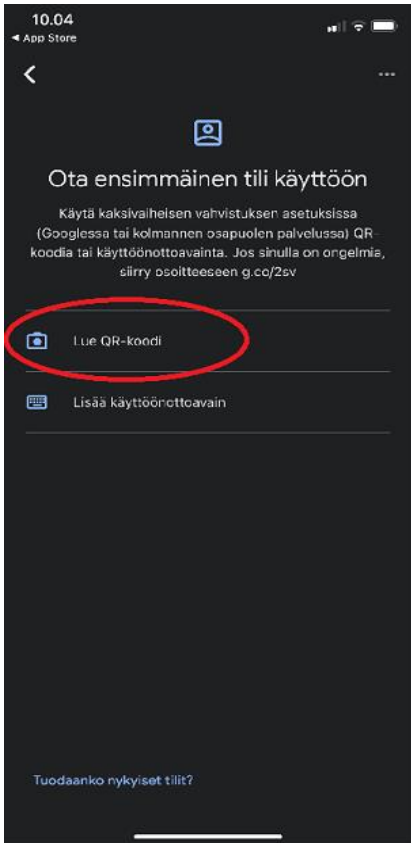 10.04
◀ App Store
Ota ensimmäinen tili käyttöön
Käytä kaksivaiheisen vahvistuksen asetuksissa
(Googlessa tai kolmannen osapuolen palvelussa) QR-
koodia tai käyttöönottoavainta. Jos sinulla on ongelmia,
siirry osoitteeseen g.co/2sv
Lue QR-koodi
Lisää käyttöönottoavain
Tuodaanko nykyiset tilit?